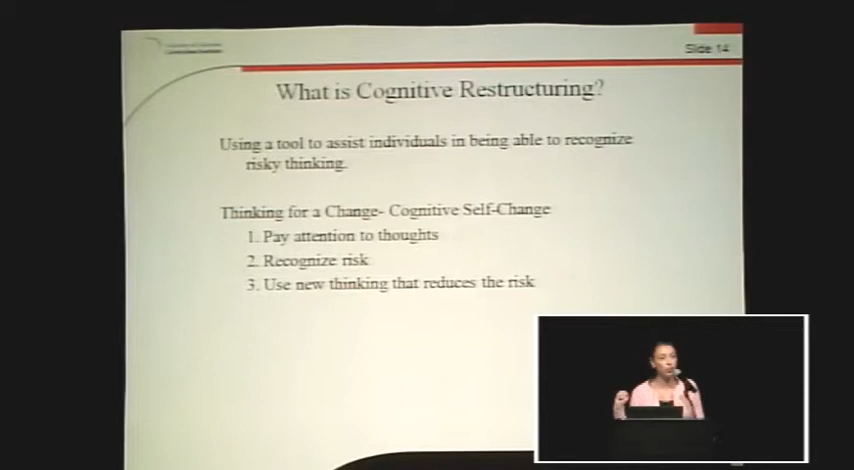 Slide 14
What is Cognitive Restructuring?
Using a tool to assist individuals in being able to recognize
risky thinking.
Thinking for a Change- Cognitive Self-Change
1. Pay attention to thoughts
2. Recognize risk
3. Use new thinking that reduces the risk